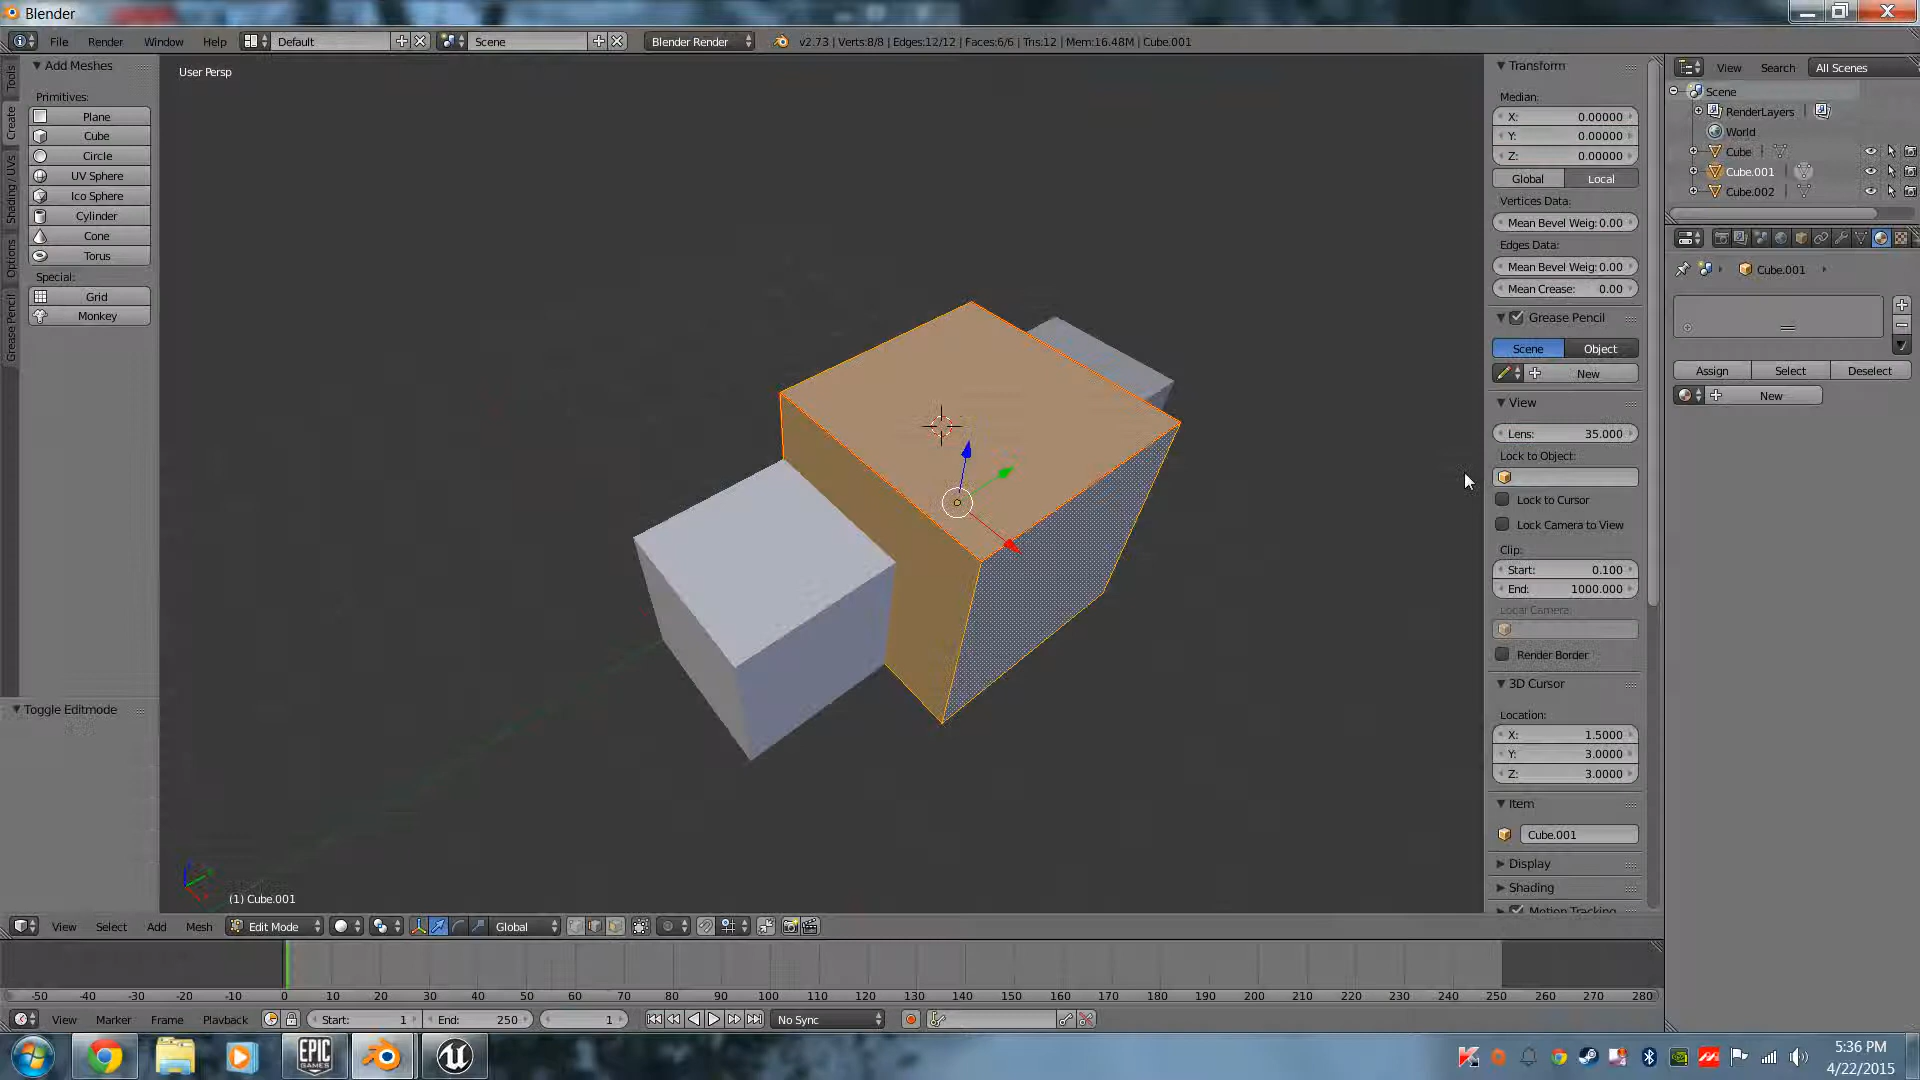 Blender
File Render Window Help Default Scene Blender Render v2.73 | Verts:8/8 | Edges:12/12 | Faces:6/6 | Tris:12 | Mem:16.48M | Cube.001
Add Meshes
Primitives:
Plane
Cube
Circle
UV Sphere
Ico Sphere
Cylinder
Cone
Torus
Special:
Grid
Monkey
Tools
Create
Shading / UVs
Options
Grease Pencil
Toggle Editmode
User Persp
(1) Cube.001
Transform
Median:
X: 0.00000
Y: 0.00000
Z: 0.00000
Global Local
Vertices Data:
Mean Bevel Weig: 0.00
Edges Data:
Mean Bevel Weig: 0.00
Mean Crease: 0.00
Grease Pencil
Scene Object
New
View
Lens: 35.000
Lock to Object:
Lock to Cursor
Lock Camera to View
Clip:
Start: 0.100
End: 1000.000
Local Camera:
Render Border
3D Cursor
Location:
X: 1.5000
Y: 3.0000
Z: 3.0000
Item
Cube.001
Display
Shading
Motion Tracking
View Search All Scenes
Scene
RenderLayers
World
Cube
Cube.001
Cube.002
Cube.001
Assign Select Deselect
New
View Select Add Mesh Edit Mode Global
-50 -40 -30 -20 -10 0 10 20 30 40 50 60 70 80 90 100 110 120 130 140 150 160 170 180 190 200 210 220 230 240 250 260 270 280
View Marker Frame Playback Start: 1 End: 250 1 No Sync
EPIC
GAMES
5:36 PM
4/22/2015